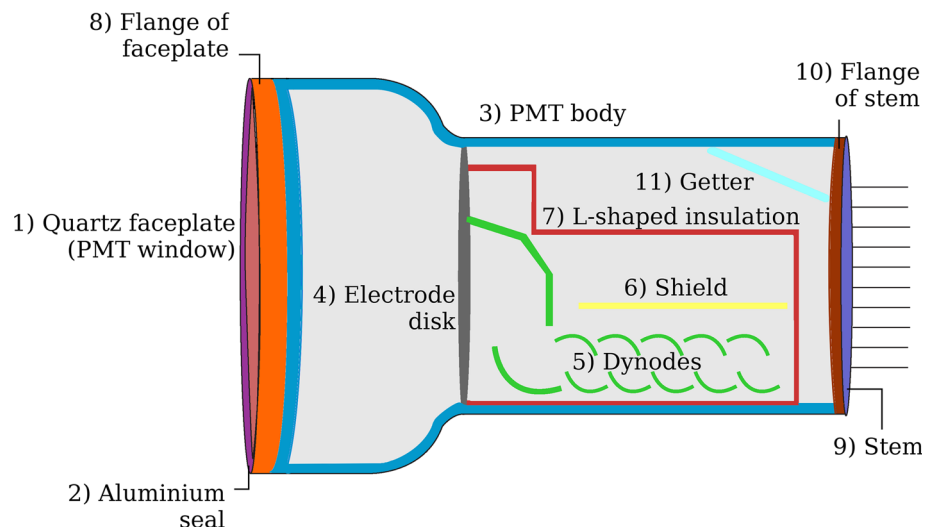 8) Flange of
faceplate
10) Flange
of stem
3) PMT body
11) Getter
7) L-shaped insulation
1) Quartz faceplate
(PMT window)
4) Electrode
disk
6) Shield
5) Dynodes
9) Stem
2) Aluminium
seal